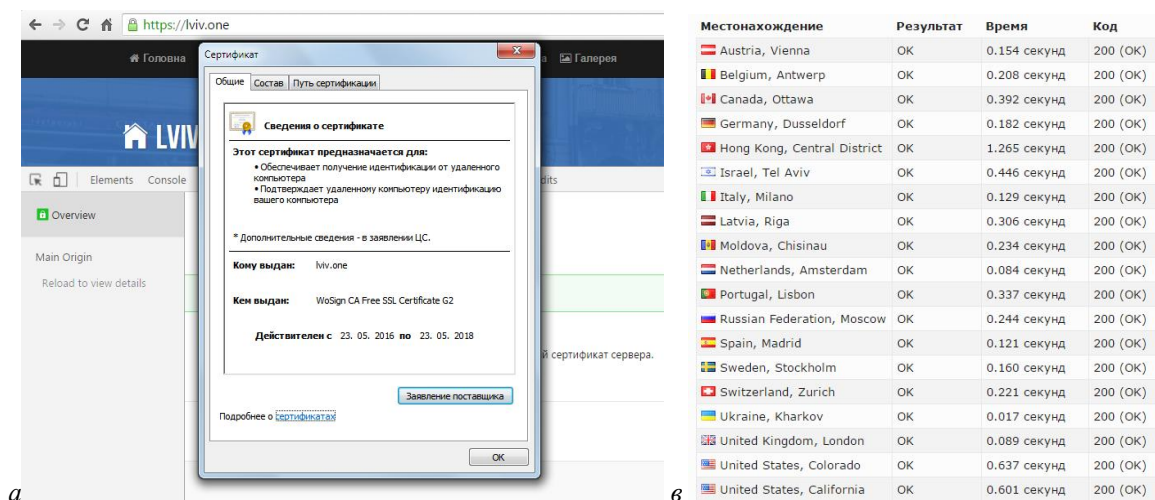 https://lviv.one
Головна
Галерея
LVIV
Elements Console
dits
Overview
Main Origin
Reload to view details
й сертификат сервера.
Сертификат
Общие Состав Путь сертификации
Сведения о сертификате
Этот сертификат предназначается для:
• Обеспечивает получение идентификации от удаленного
компьютера
• Подтверждает удаленному компьютеру идентификацию
вашего компьютера
* Дополнительные сведения - в заявлении ЦС.
Кому выдан: lviv.one
Кем выдан: WoSign CA Free SSL Certificate G2
Действителен с 23. 05. 2016 по 23. 05. 2018
Заявление поставщика
Подробнее о сертификатах
ОК
а
Местонахождение Результат Время Код
Austria, Vienna OK 0.154 секунд 200 (OK)
Belgium, Antwerp OK 0.208 секунд 200 (OK)
Canada, Ottawa OK 0.392 секунд 200 (OK)
Germany, Dusseldorf OK 0.182 секунд 200 (OK)
Hong Kong, Central District OK 1.265 секунд 200 (OK)
Israel, Tel Aviv OK 0.446 секунд 200 (OK)
Italy, Milano OK 0.129 секунд 200 (OK)
Latvia, Riga OK 0.306 секунд 200 (OK)
Moldova, Chisinau OK 0.234 секунд 200 (OK)
Netherlands, Amsterdam OK 0.084 секунд 200 (OK)
Portugal, Lisbon OK 0.337 секунд 200 (OK)
Russian Federation, Moscow OK 0.244 секунд 200 (OK)
Spain, Madrid OK 0.121 секунд 200 (OK)
Sweden, Stockholm OK 0.160 секунд 200 (OK)
Switzerland, Zurich OK 0.221 секунд 200 (OK)
Ukraine, Kharkov OK 0.017 секунд 200 (OK)
United Kingdom, London OK 0.089 секунд 200 (OK)
United States, Colorado OK 0.637 секунд 200 (OK)
United States, California OK 0.601 секунд 200 (OK)
в